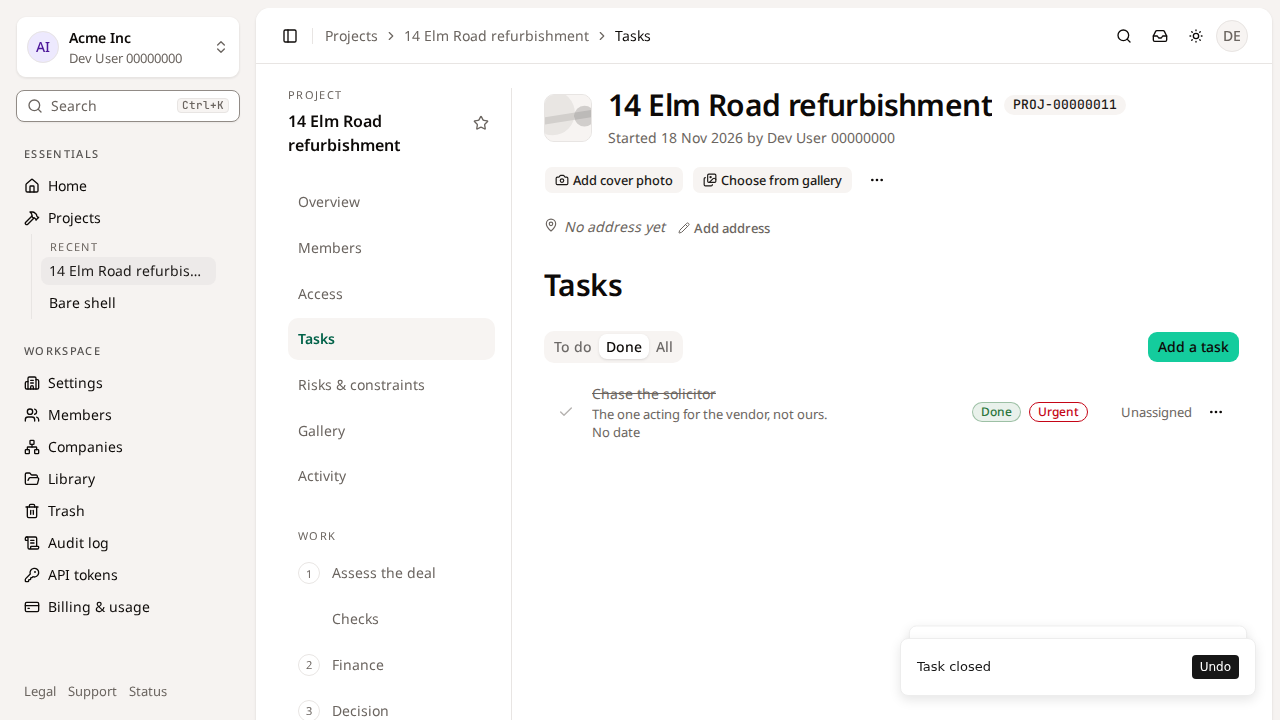 AI
Acme Inc
Dev User 00000000
Search
Ctrl+K
ESSENTIALS
Home
Projects
RECENT
14 Elm Road refurbis...
Bare shell
WORKSPACE
Settings
Members
Companies
Library
Trash
Audit log
API tokens
Billing & usage
Legal Support Status
Projects > 14 Elm Road refurbishment > Tasks
DE
PROJECT
14 Elm Road
refurbishment
Overview
Members
Access
Tasks
Risks & constraints
Gallery
Activity
WORK
1 Assess the deal
Checks
2 Finance
3 Decision
14 Elm Road refurbishment PROJ-00000011
Started 18 Nov 2026 by Dev User 00000000
Add cover photo Choose from gallery
No address yet Add address
Tasks
To do Done All
Add a task
Chase the solicitor
The one acting for the vendor, not ours.
No date
Done Urgent Unassigned
Task closed Undo